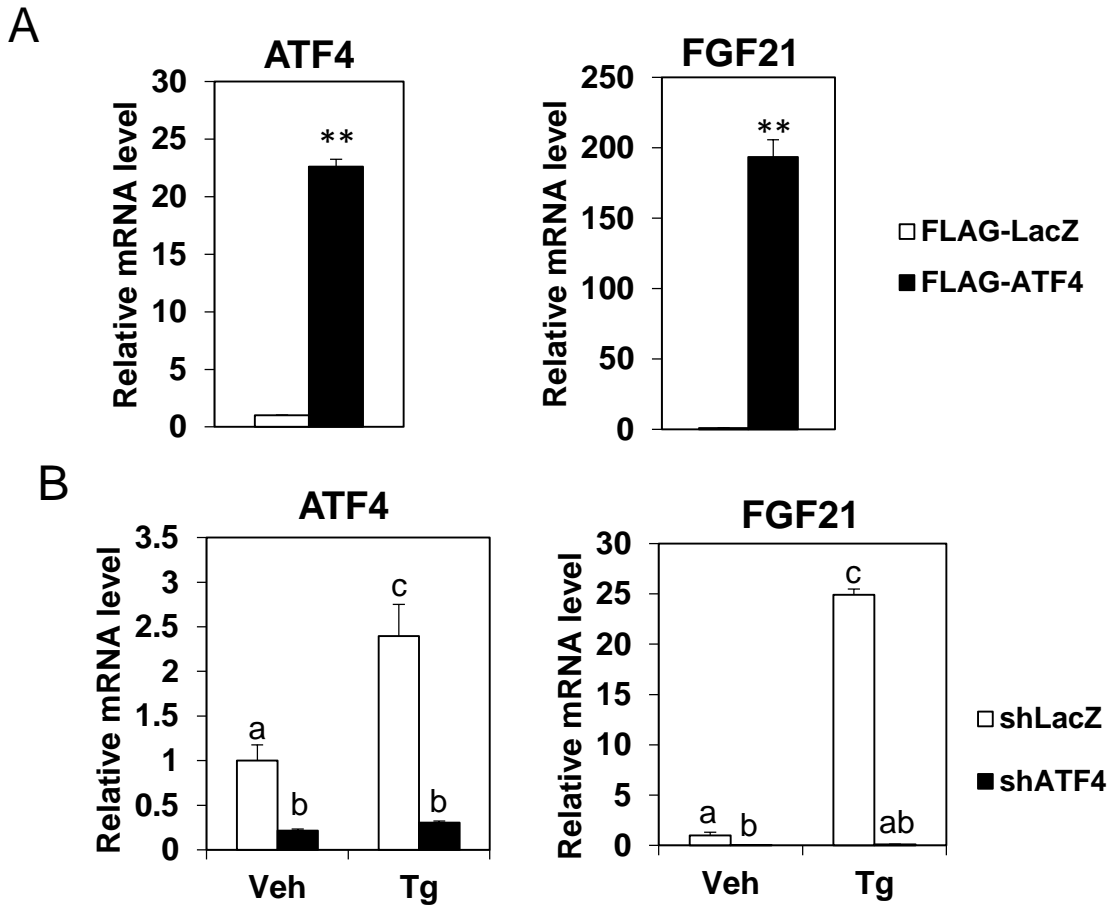 A
ATF4
Relative mRNA level
30
25
20
15
10
5
0
**
FGF21
Relative mRNA level
250
200
150
100
50
0
**
FLAG-LacZ
FLAG-ATF4
B
ATF4
Relative mRNA level
3.5
3
2.5
2
1.5
1
0.5
0
a
b
c
b
Veh
Tg
FGF21
Relative mRNA level
30
25
20
15
10
5
0
a
b
c
ab
Veh
Tg
shLacZ
shATF4